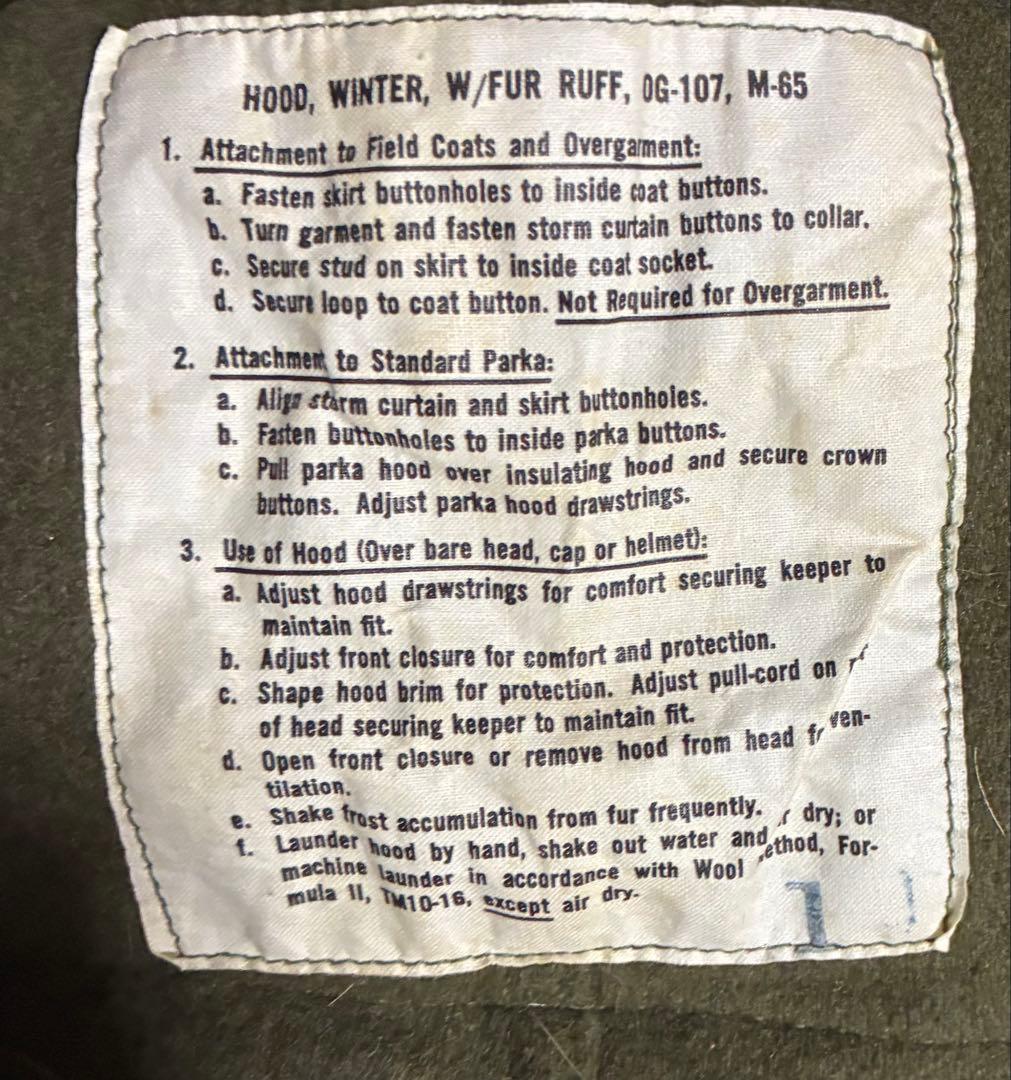 HOOD, WINTER, W/FUR RUFF, OG-107, M-65
1. Attachment to Field Coats and Overgament:
a. Fasten skirt buttonholes to inside coat buttons.
b. Turn garment and fasten storm curtain buttons to collar.
c. Secure stud on skirt to inside coat socket.
d. Secure loop to coat button. Not Required for Overgarment.
2. Attachment to Standard Parka:
a. Align storm curtain and skirt buttonholes.
b. Fasten buttonholes to inside parka buttons.
c. Pull parka hood over insulating hood and secure crown
buttons. Adjust parka hood drawstrings.
3. Use of Hood (Over bare head, cap or helmet):
a. Adjust hood drawstrings for comfort securing keeper to
maintain fit.
b. Adjust front closure for comfort and protection.
c. Shape hood brim for protection. Adjust pull-cord on
of head securing keeper to maintain fit.
d. Open front closure or remove hood from head ven-
tilation.
e. Shake frost accumulation from fur frequently.
f. Launder hood by hand, shake out water and dry; or
machine launder in accordance with Wool For-
mula II, TM10-16, except air dry.
1